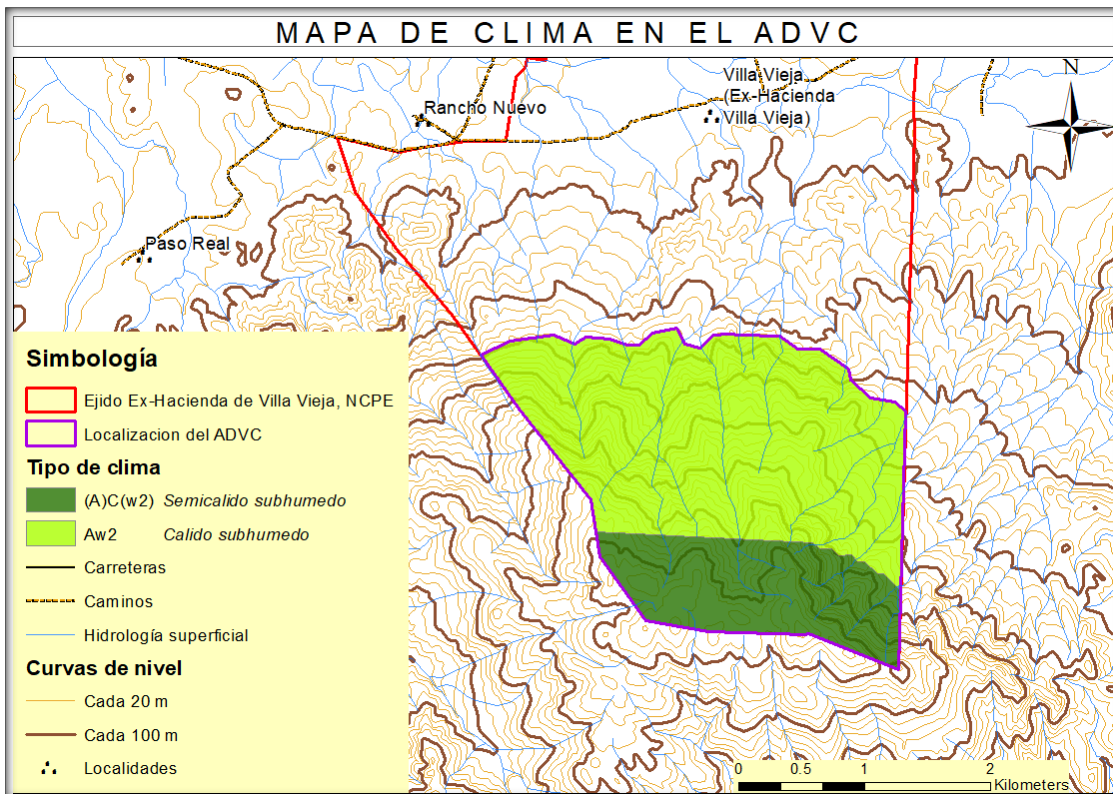 MAPA DE CLIMA EN EL ADVC
N
Villa Vieja
(Ex-Hacienda
Villa Vieja)
Rancho Nuevo
Paso Real
Simbología
Ejido Ex-Hacienda de Villa Vieja, NCPE
Localizacion del ADVC
Tipo de clima
(A)C(w2) Semicalido subhumedo
Aw2 Calido subhumedo
Carreteras
Caminos
Hidrología superficial
Curvas de nivel
Cada 20 m
Cada 100 m
Localidades
0 0.5 1 2
Kilometers